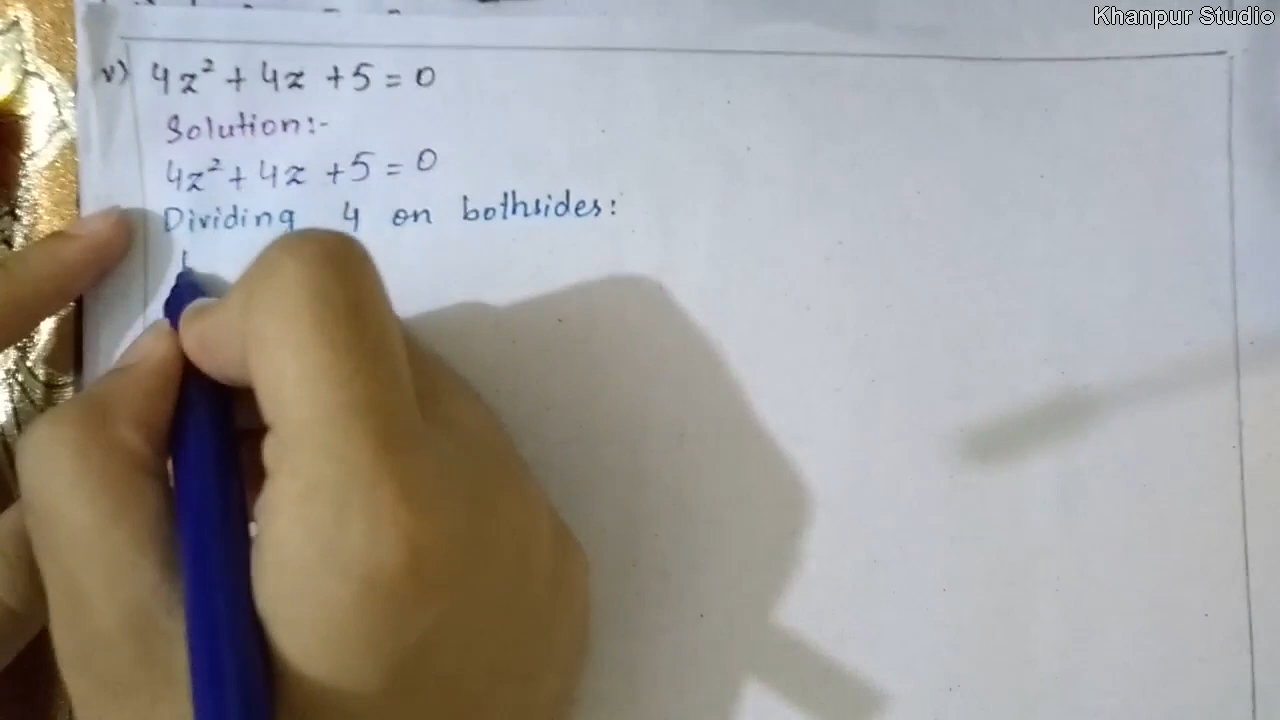 Khanpur Studio
v) 4z² + 4z + 5 = 0
Solution:-
4z² + 4z + 5 = 0
Dividing 4 on bothsides: